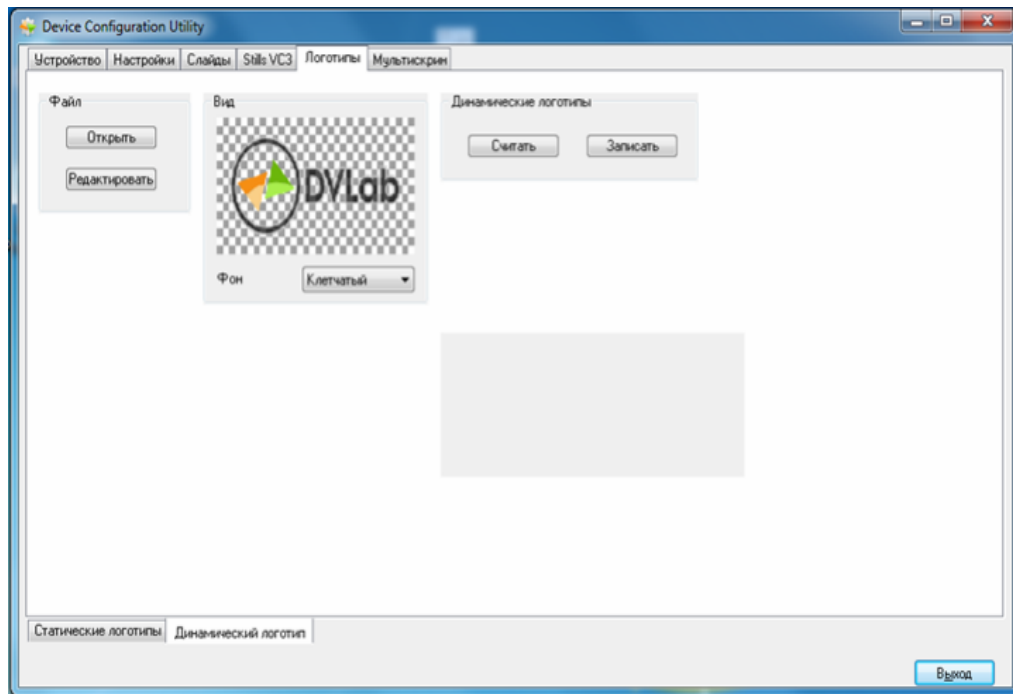 Device Configuration Utility
Устройство Настройки Слайды Stills VC3 Логотипы Мультискрин
Файл
Открыть
Редактировать
Вид
DVLab
Фон Клетчатый
Динамические логотипы
Считать Записать
Статические логотипы Динамический логотип
Выход